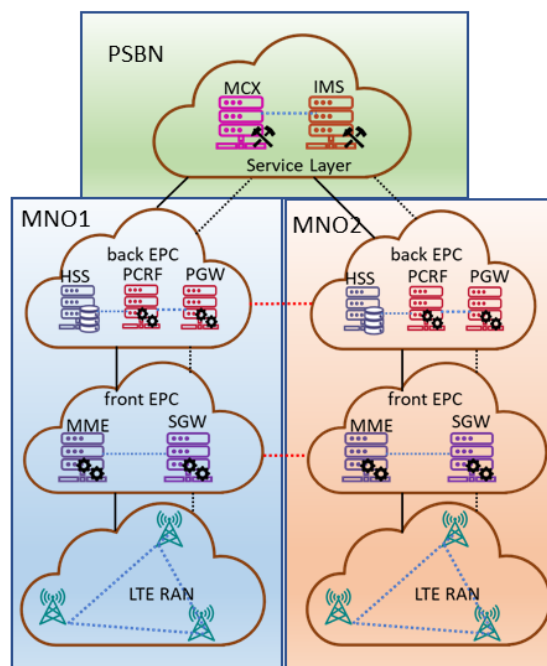 PSBN
MCX IMS
Service Layer
MNO1
back EPC
HSS PCRF PGW
front EPC
MME SGW
LTE RAN
MNO2
back EPC
HSS PCRF PGW
front EPC
MME SGW
LTE RAN